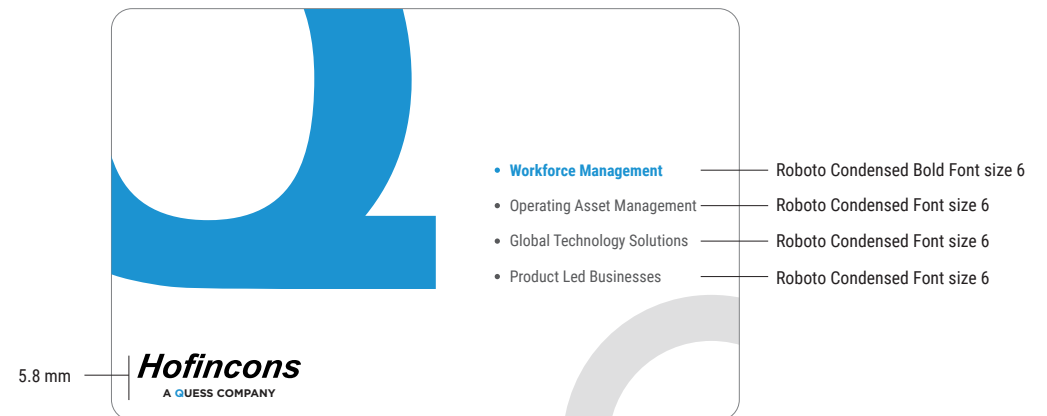 • Workforce Management Roboto Condensed Bold Font size 6
• Operating Asset Management Roboto Condensed Font size 6
• Global Technology Solutions Roboto Condensed Font size 6
• Product Led Businesses Roboto Condensed Font size 6
5.8 mm
Hofincons
A QUESS COMPANY